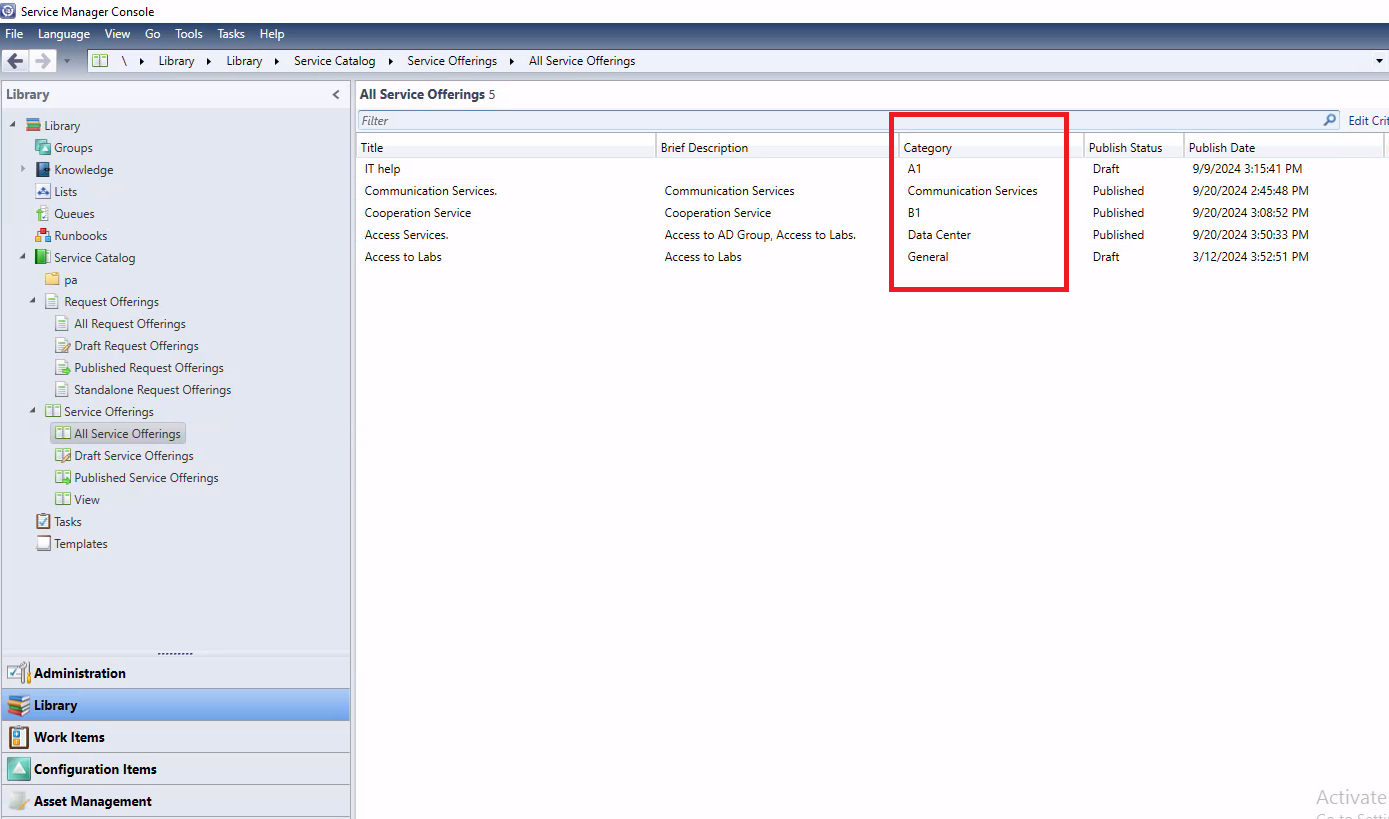 Service Manager Console
File Language View Go Tools Tasks Help
\ Library Library Service Catalog Service Offerings All Service Offerings
Library
Library
Groups
Knowledge
Lists
Queues
Runbooks
Service Catalog
pa
Request Offerings
All Request Offerings
Draft Request Offerings
Published Request Offerings
Standalone Request Offerings
Service Offerings
All Service Offerings
Draft Service Offerings
Published Service Offerings
View
Tasks
Templates
Administration
Library
Work Items
Configuration Items
Asset Management
All Service Offerings 5
Filter Edit Crit
Title Brief Description Category Publish Status Publish Date
IT help A1 Draft 9/9/2024 3:15:41 PM
Communication Services. Communication Services Communication Services Published 9/20/2024 2:45:48 PM
Cooperation Service Cooperation Service B1 Published 9/20/2024 3:08:52 PM
Access Services. Access to AD Group, Access to Labs. Data Center Published 9/20/2024 3:50:33 PM
Access to Labs Access to Labs General Draft 3/12/2024 3:52:51 PM
Activate